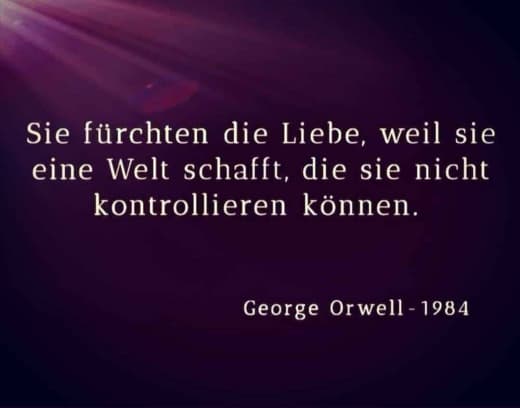 Sie fürchten die Liebe, weil sie
eine Welt schafft, die sie nicht
kontrollieren können.
George Orwell - 1984